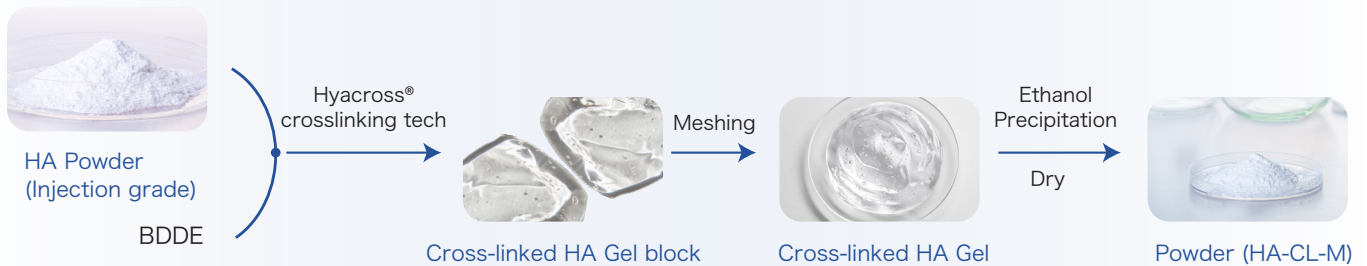 HA Powder
(Injection grade)
BDDE
Hyacross®
crosslinking tech
Cross-linked HA Gel block
Meshing
Cross-linked HA Gel
Ethanol
Precipitation
Dry
Powder (HA-CL-M)